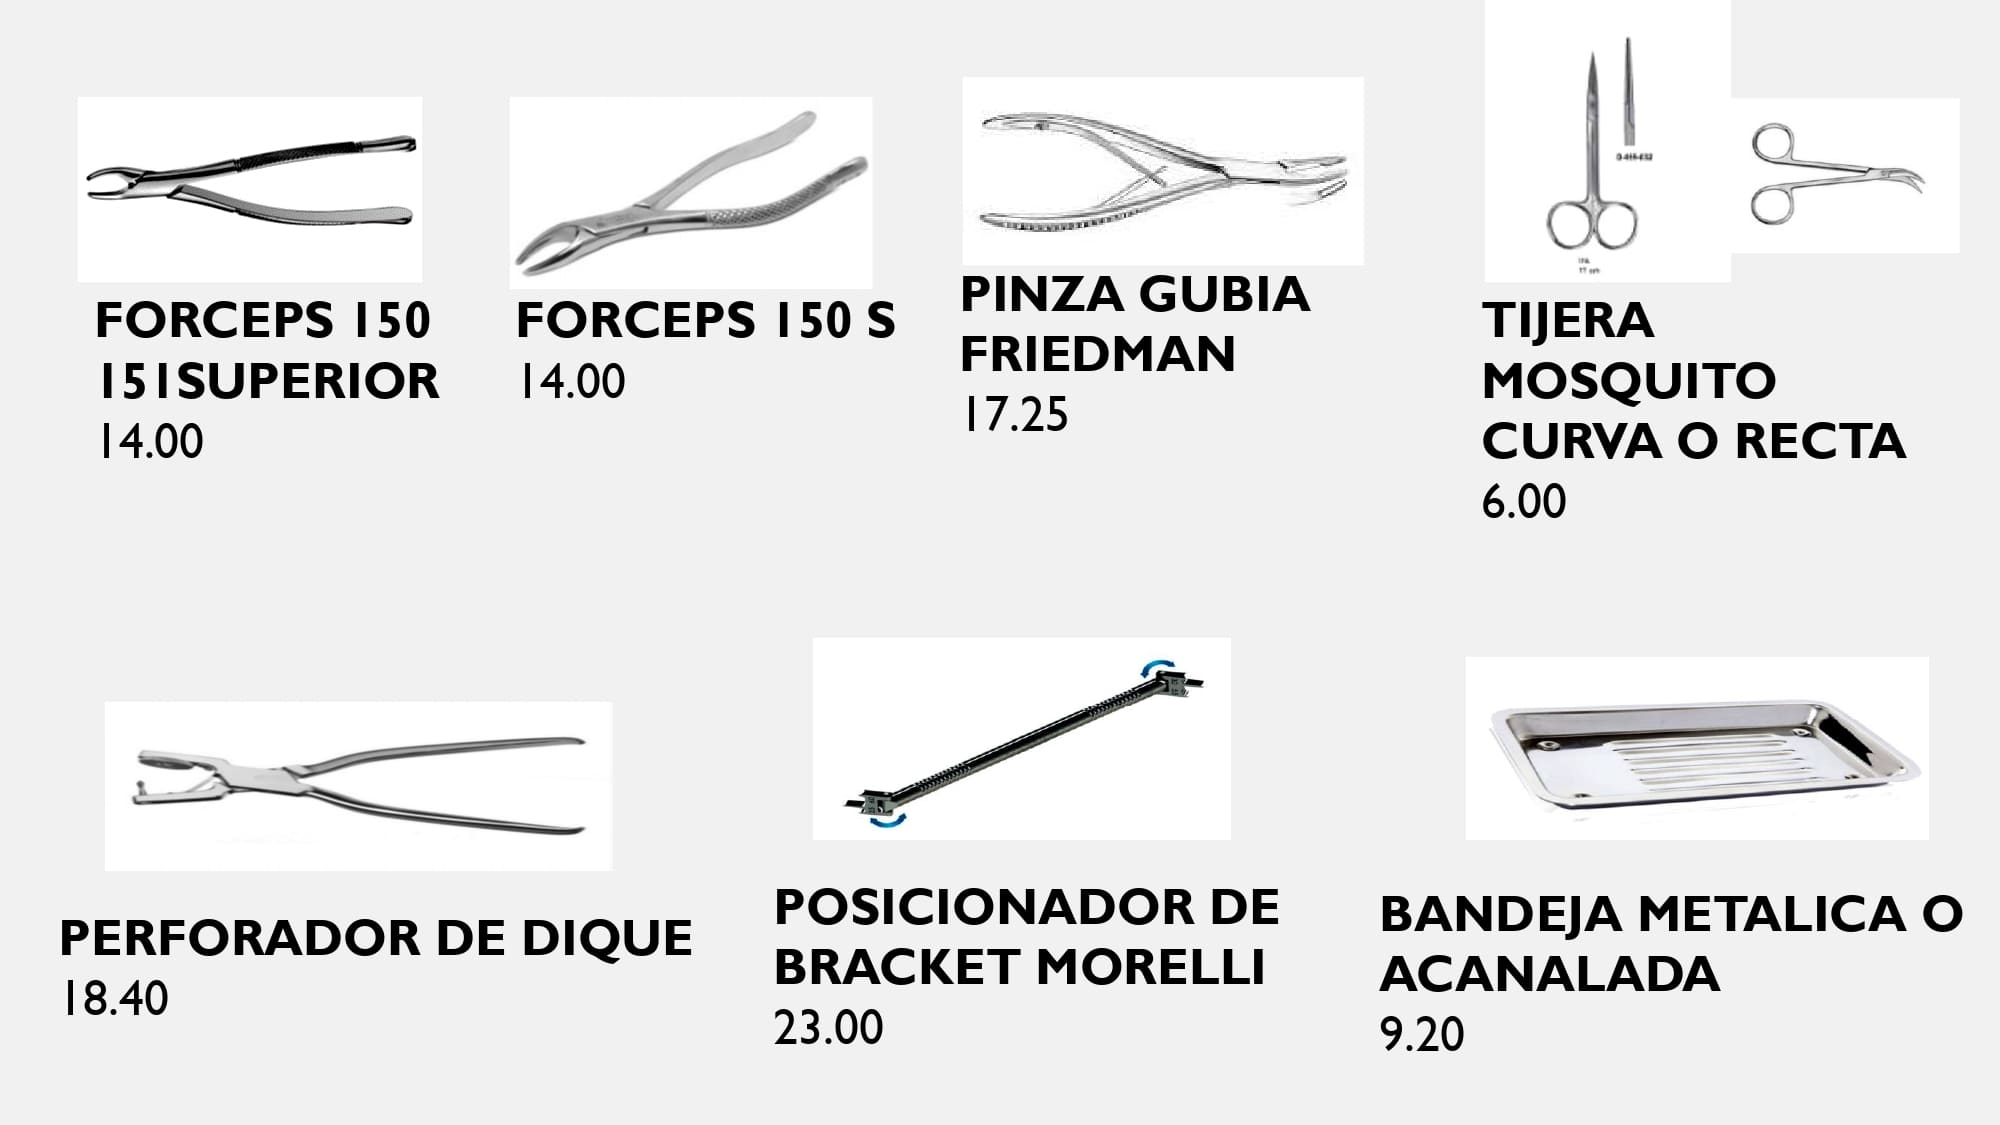 FORCEPS 150
151SUPERIOR
14.00
FORCEPS 150 S
14.00
PINZA GUBIA
FRIEDMAN
17.25
TIJERA
MOSQUITO
CURVA O RECTA
6.00
PERFORADOR DE DIQUE
18.40
POSICIONADOR DE
BRACKET MORELLI
23.00
BANDEJA METALICA O
ACANALADA
9.20